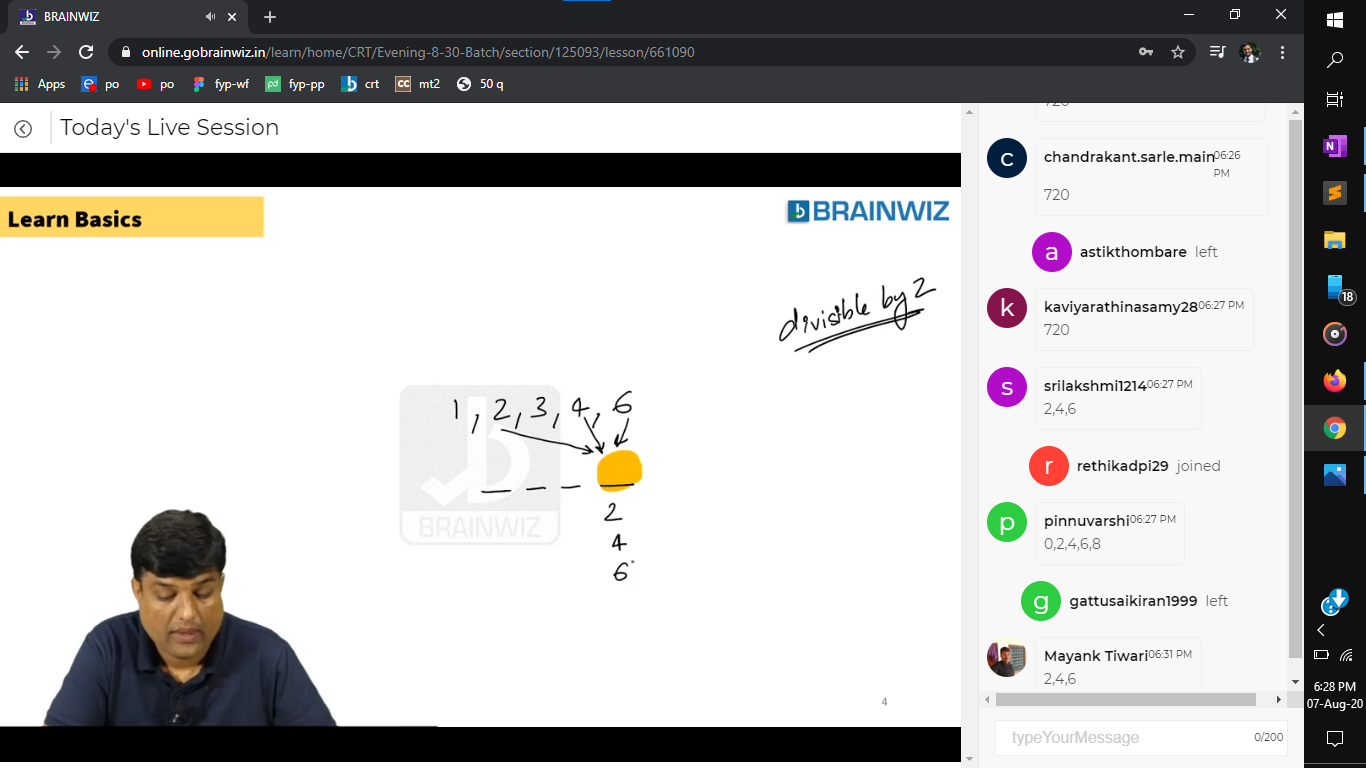 BRAINWIZ
online.gobrainwiz.in/learn/home/CRT/Evening-8-30-Batch/section/125093/lesson/661090
Apps po po fyp-wf fyp-pp crt CC mt2 50 q
Today's Live Session
Learn Basics
BRAINWIZ
divisible by 2
1, 2, 3, 4, 6
2
4
6
BRAINWIZ
4
720
chandrakant.sarle.main 06:26 PM
720
a astikthombare left
kaviyarathinasamy28 06:27 PM
k
720
srilakshmi1214 06:27 PM
s
2,4,6
r rethikadpi29 joined
pinnuvarshi 06:27 PM
p
0,2,4,6,8
g gattusaikiran1999 left
Mayank Tiwari 06:31 PM
2,4,6
typeYourMessage 0/200
N
18
6:28 PM
07-Aug-20